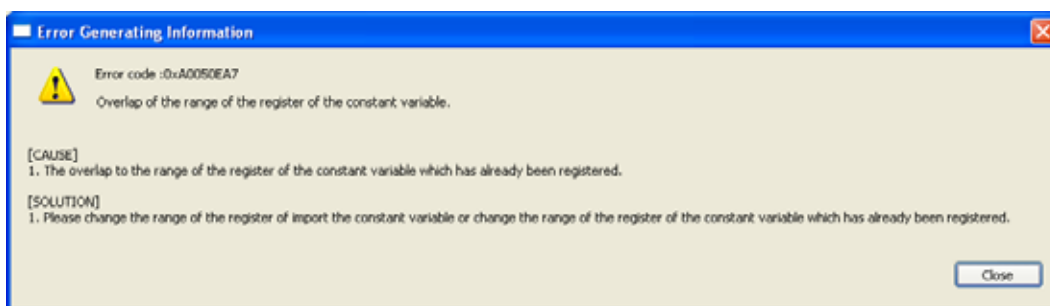 Error Generating Information
Error code :0xA0050EA7
Overlap of the range of the register of the constant variable.
[CAUSE]
1. The overlap to the range of the register of the constant variable which has already been registered.
[SOLUTION]
1. Please change the range of the register of import the constant variable or change the range of the register of the constant variable which has already been registered.
Close